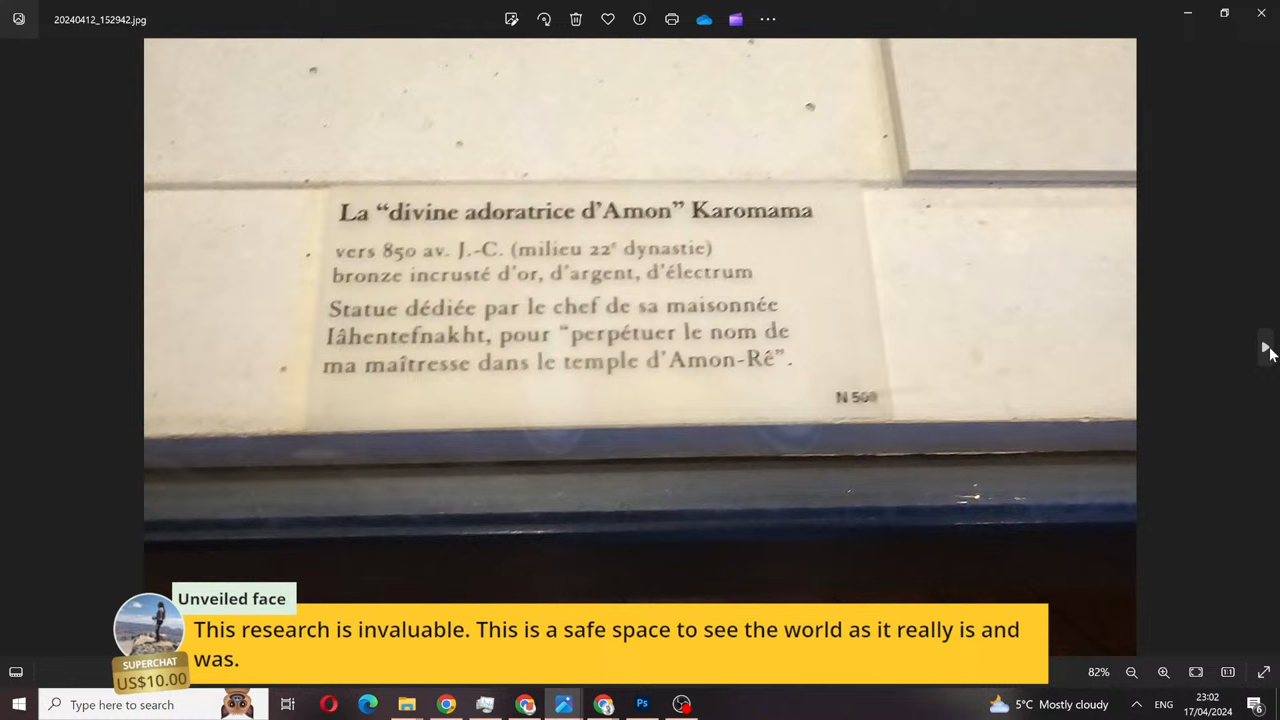 20240412_152942.jpg
La “divine adoratrice d’Amon” Karomama
vers 850 av. J.-C. (milieu 22e dynastie)
bronze incrusté d’or, d’argent, d’électrum
Statue dédiée par le chef de sa maisonnée
Iâhentefnakht, pour “perpétuer le nom de
ma maîtresse dans le temple d’Amon-Rê”.
N 500
Unveiled face
This research is invaluable. This is a safe space to see the world as it really is and
was.
SUPERCHAT
US$10.00
82%
Type here to search
Ps
5°C Mostly cloudy
ENG
23:02
17/04/2024
6